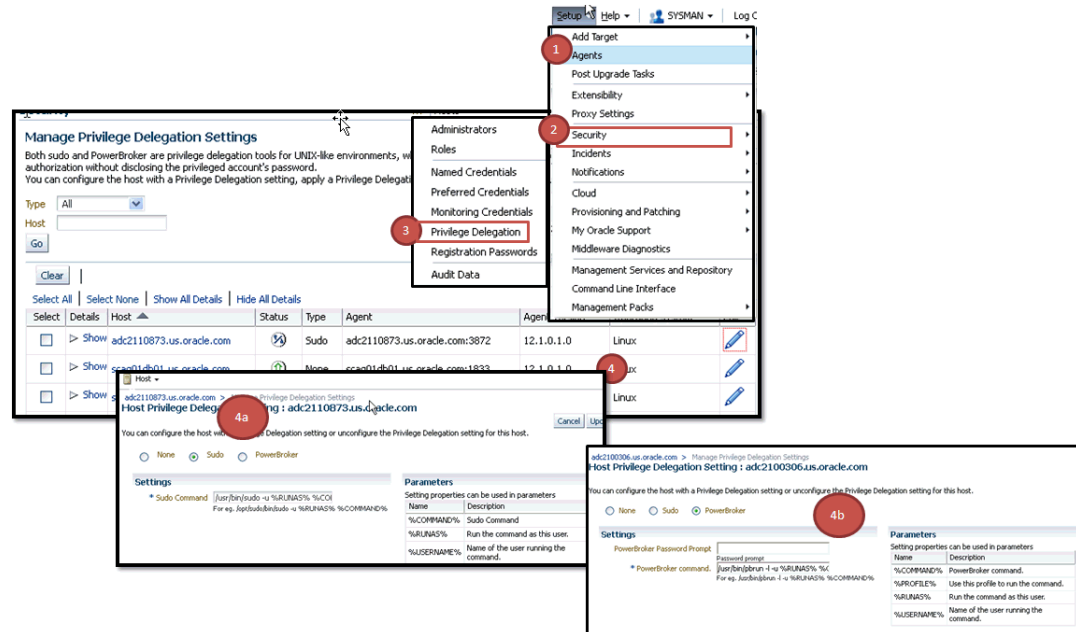 Setup Help SYSMAN Log O
Add Target
1
Agents
Post Upgrade Tasks
Extensibility
Proxy Settings
2
Security
Incidents
Notifications
Cloud
Provisioning and Patching
My Oracle Support
Middleware Diagnostics
Management Services and Repository
Command Line Interface
Management Packs
Administrators
Roles
Named Credentials
Preferred Credentials
Monitoring Credentials
3
Privilege Delegation
Registration Passwords
Audit Data
Manage Privilege Delegation Settings
Both sudo and PowerBroker are privilege delegation tools for UNIX-like environments, wi
authorization without disclosing the privileged account's password.
You can configure the host with a Privilege Delegation setting, apply a Privilege Delegati
Type All
Host
Go
Clear
Select All Select None Show All Details Hide All Details
Select Details Host Status Type Agent
Show adc2110873.us.oracle.com Sudo adc2110873.us.oracle.com:3872 12.1.0.1.0 Linux
Show scag01db01.us.oracle.com None scag01db01.us.oracle.com:1833 12.1.0.1.0
4
Show Linux
Host
adc2110873.us.oracle.com > Manage Privilege Delegation Settings
Host Privilege Setting : adc2110873.us.oracle.com
4a
Cancel Upd
You can configure the host with Delegation setting or unconfigure the Privilege Delegation setting for this host.
None Sudo PowerBroker
Settings
* Sudo Command /usr/bin/sudo -u %RUNAS% %CO
For eg. /opt/sudo/bin/sudo -u %RUNAS% %COMMAND%
Parameters
Setting properties can be used in parameters
Name Description
%COMMAND% Sudo Command
%RUNAS% Run the command as this user.
%USERNAME% Name of the user running the command.
adc2100306.us.oracle.com > Manage Privilege Delegation Settings
Host Privilege Delegation Setting : adc2100306.us.oracle.com
You can configure the host with a Privilege Delegation setting or unconfigure the Privilege Delegation setting for this host.
None Sudo PowerBroker
4b
Settings
PowerBroker Password Prompt
Password prompt
* PowerBroker command. /usr/bin/pbrun -l -u %RUNAS% %
For eg. /usr/bin/pbrun -l -u %RUNAS% %COMMAND%
Parameters
Setting properties can be used in parameters
Name Description
%COMMAND% PowerBroker command.
%PROFILE% Use this profile to run the command.
%RUNAS% Run the command as this user.
%USERNAME% Name of the user running the command.